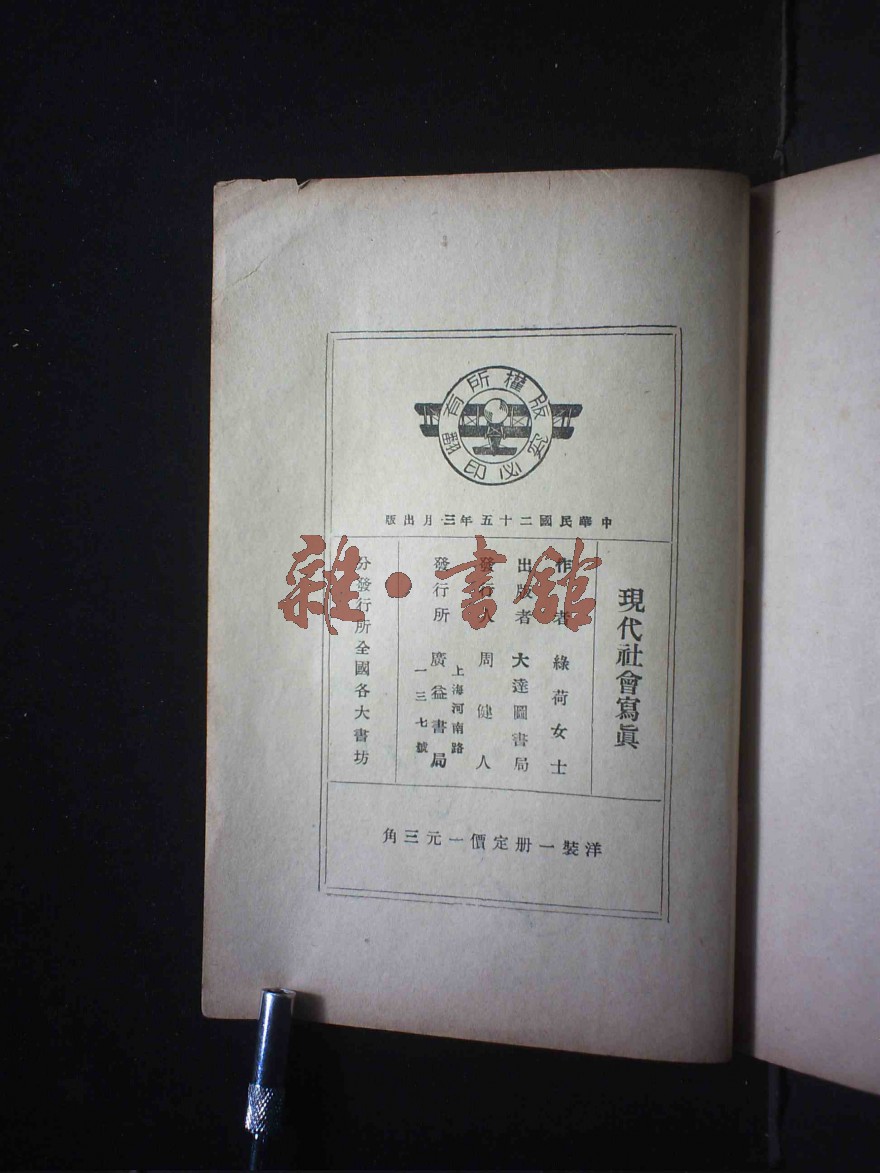 版權所有
翻印必究
中華民國二十五年三月出版
現代社會寫眞
作者 綠荷女士
出版者 大達圖書局
發行人 周健人
發行所 廣益書局
上海河南路
一三七號
分發行所全國各大書坊
洋裝一册定價一元三角
雜·書館